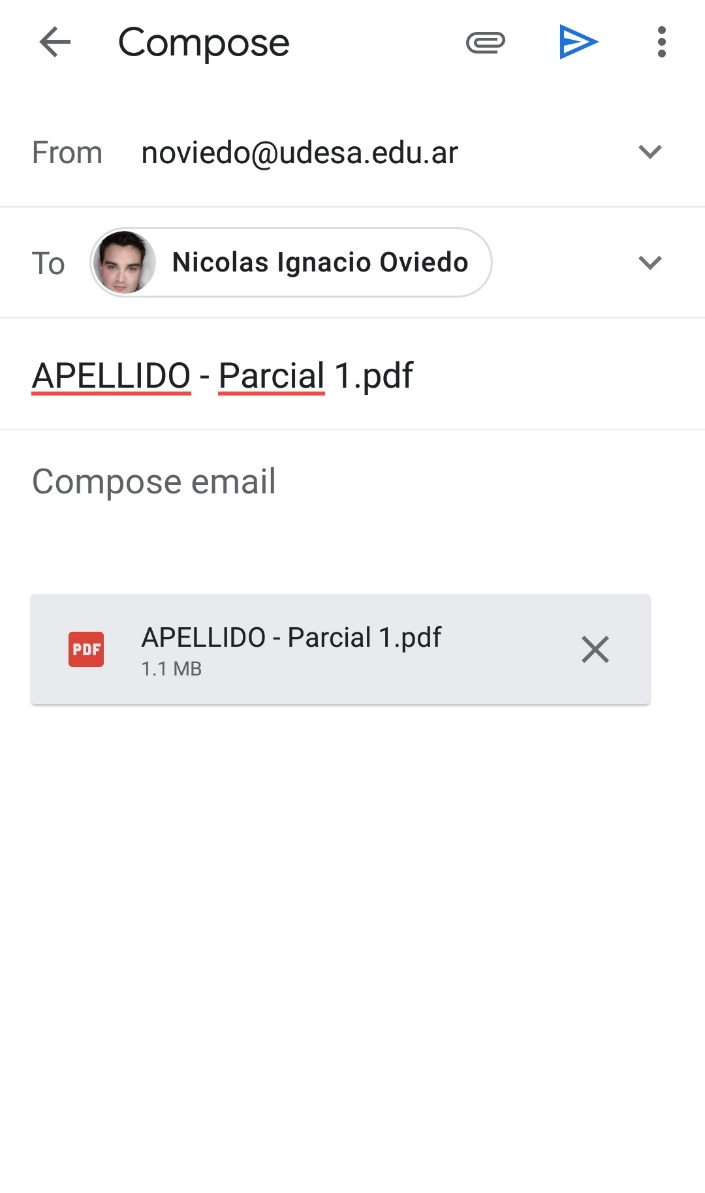 Compose
From noviedo@udesa.edu.ar
To Nicolas Ignacio Oviedo
APELLIDO - Parcial 1.pdf
Compose email
PDF APELLIDO - Parcial 1.pdf
1.1 MB